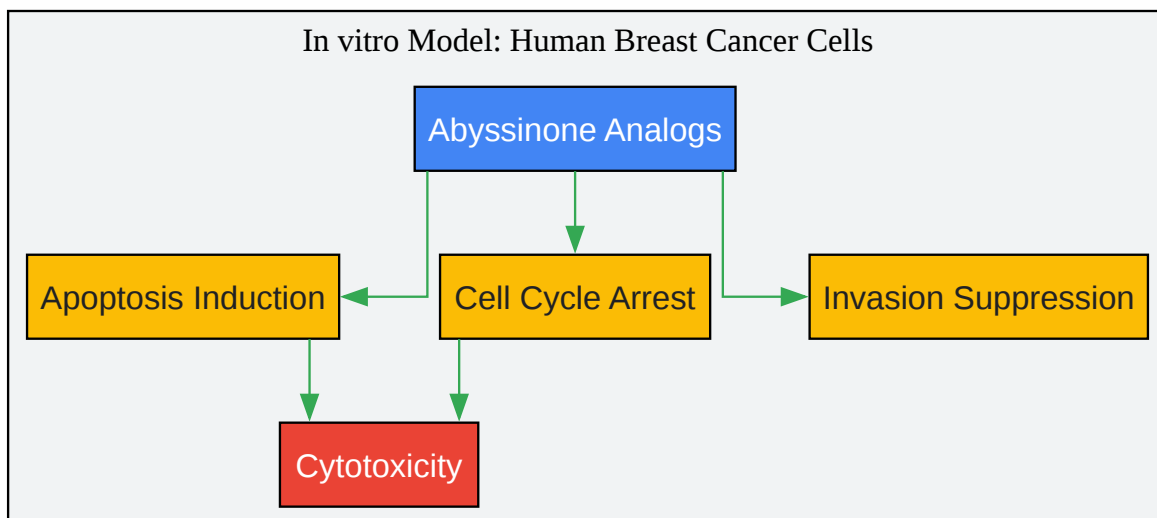 In vitro Model: Human Breast Cancer Cells
Abyssinone Analogs
Apoptosis Induction
Cell Cycle Arrest
Invasion Suppression
Cytotoxicity